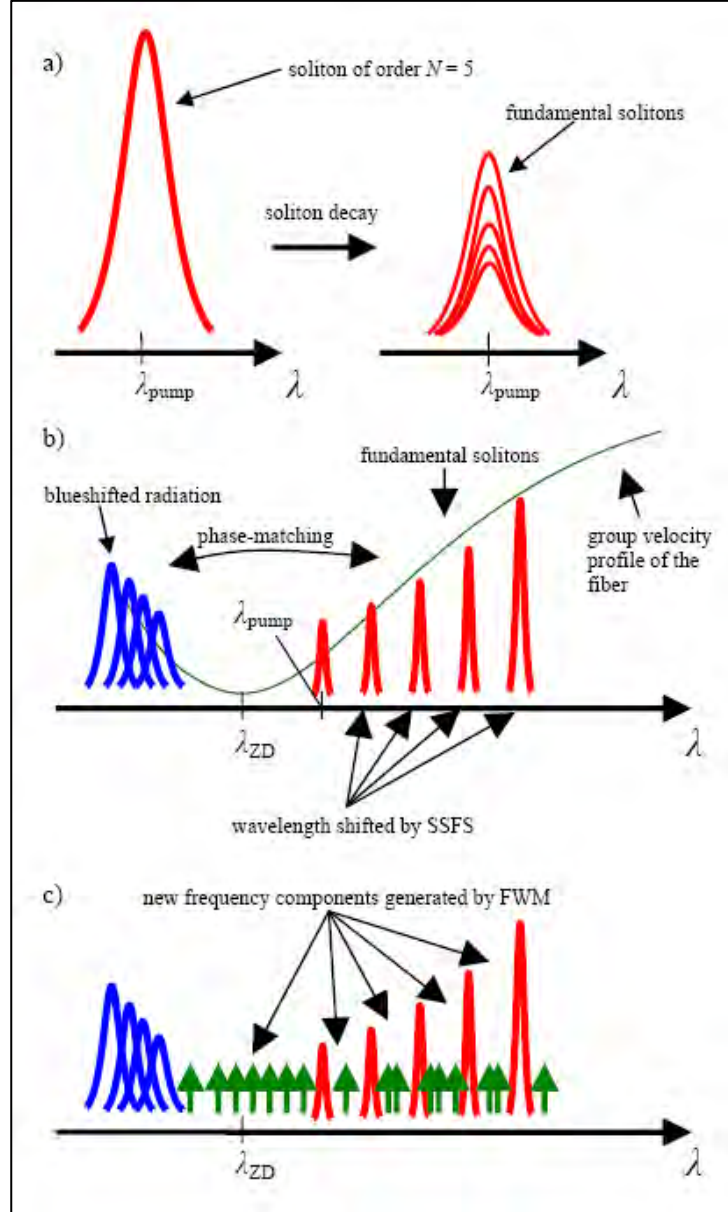 a)
soliton of order N = 5
fundamental solitons
soliton decay
λpump
λ
λpump
λ
b)
fundamental solitons
blueshifted radiation
phase-matching
group velocity
profile of the
fiber
λpump
λZD
λ
wavelength shifted by SSFS
c)
new frequency components generated by FWM
λZD
λ